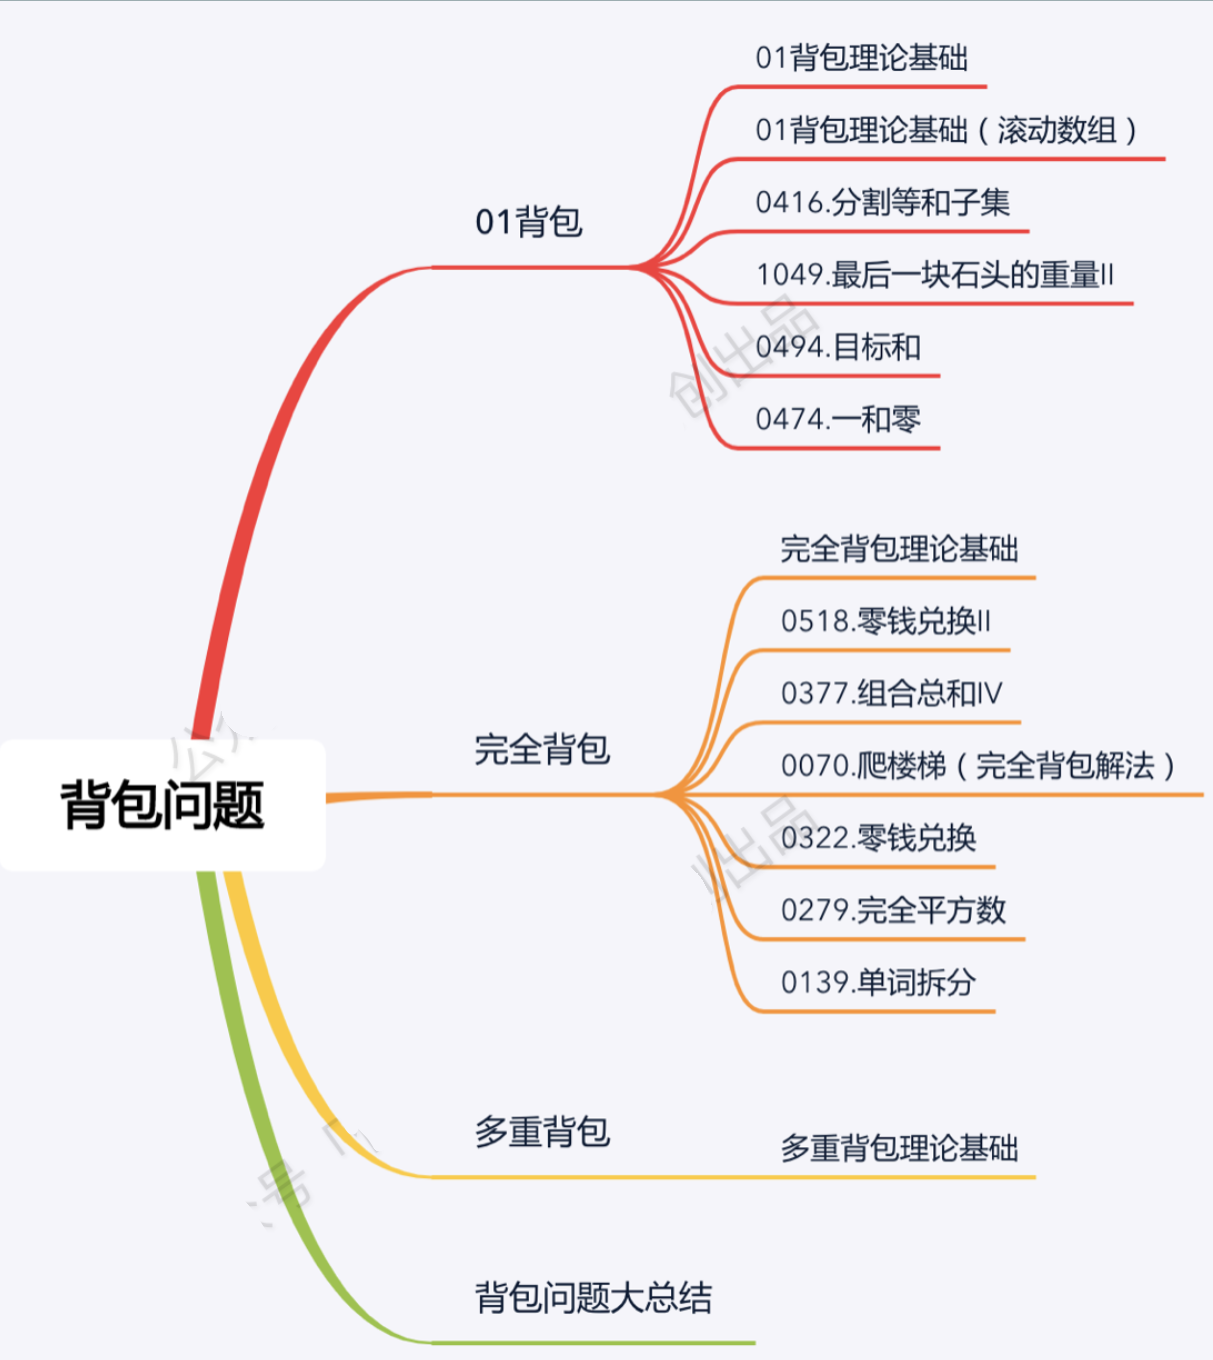 01背包理论基础
01背包理论基础（滚动数组）
0416.分割等和子集
01背包
1049.最后一块石头的重量II
0494.目标和
创出品
0474.一和零
完全背包理论基础
0518.零钱兑换II
0377.组合总和IV
完全背包
0070.爬楼梯（完全背包解法）
背包问题
0322.零钱兑换
出品
0279.完全平方数
0139.单词拆分
多重背包
多重背包理论基础
号
背包问题大总结